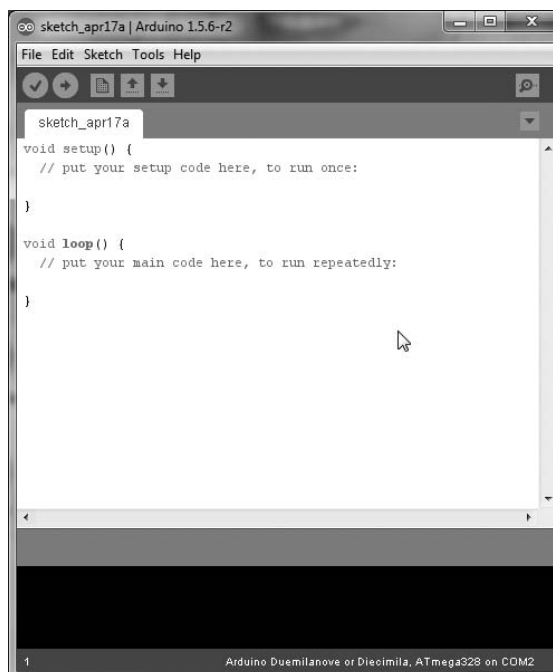 sketch_apr17a | Arduino 1.5.6-r2
File Edit Sketch Tools Help
sketch_apr17a
void setup() {
  // put your setup code here, to run once:
}
void loop() {
  // put your main code here, to run repeatedly:
}
1 Arduino Duemilanove or Diecimila, ATmega328 on COM2